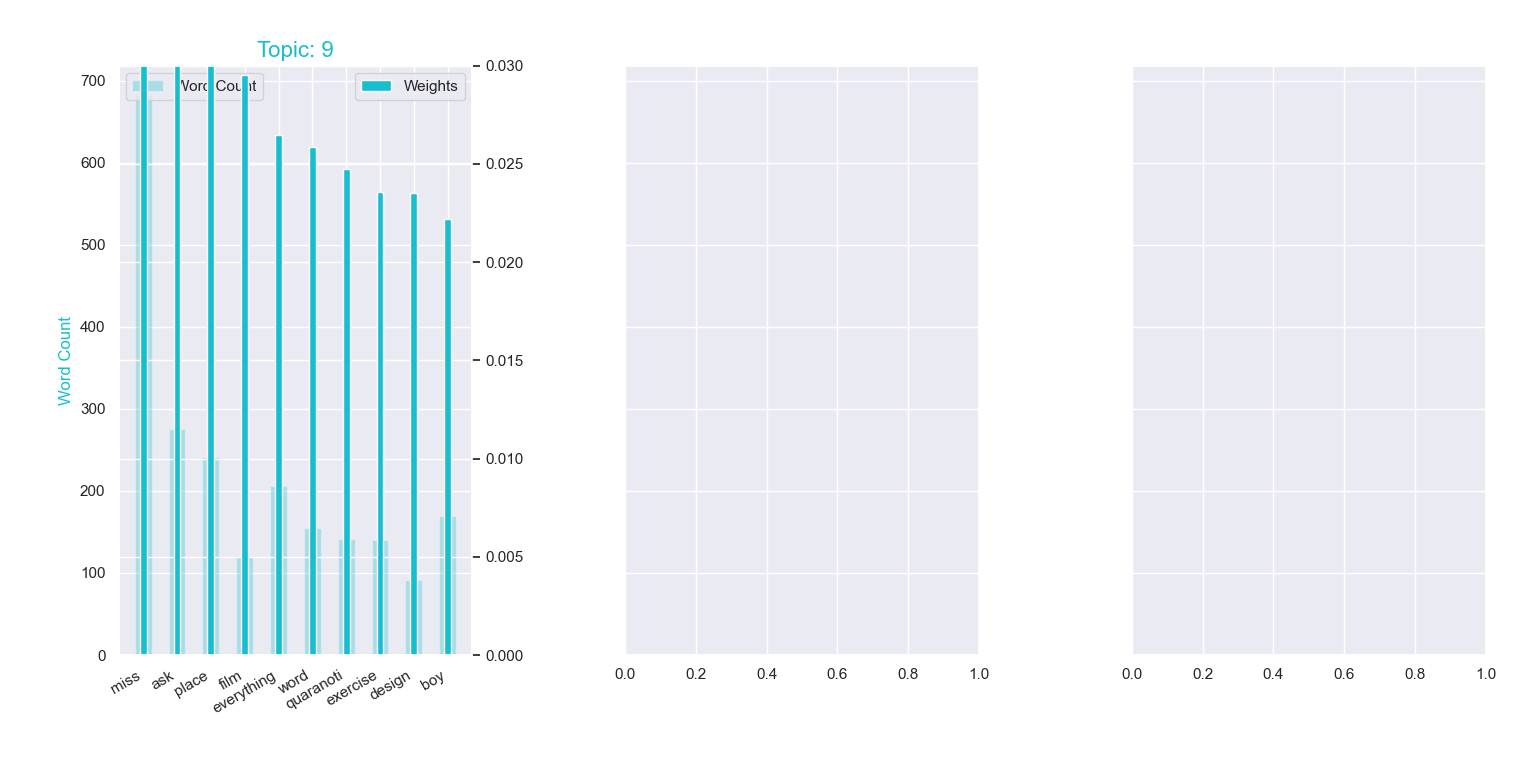 Topic: 9
Word Count
Weights
700
600
500
400
300
200
100
0
Word Count
0.030
0.025
0.020
0.015
0.010
0.005
0.000
miss
ask
place
film
everything
word
quaranoti
exercise
design
boy
0.0 0.2 0.4 0.6 0.8 1.0
0.0 0.2 0.4 0.6 0.8 1.0